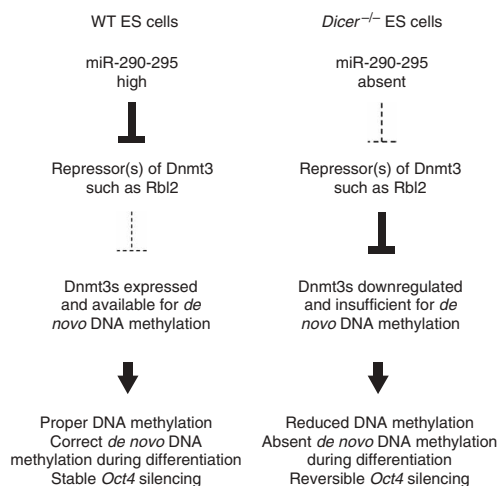 WT ES cells
miR-290-295
high
Repressor(s) of Dnmt3
such as Rbl2
Dnmt3s expressed
and available for de
novo DNA methylation
Proper DNA methylation
Correct de novo DNA
methylation during differentiation
Stable Oct4 silencing
Dicer–/– ES cells
miR-290-295
absent
Repressor(s) of Dnmt3
such as Rbl2
Dnmt3s downregulated
and insufficient for de
novo DNA methylation
Reduced DNA methylation
Absent de novo DNA methylation
during differentiation
Reversible Oct4 silencing